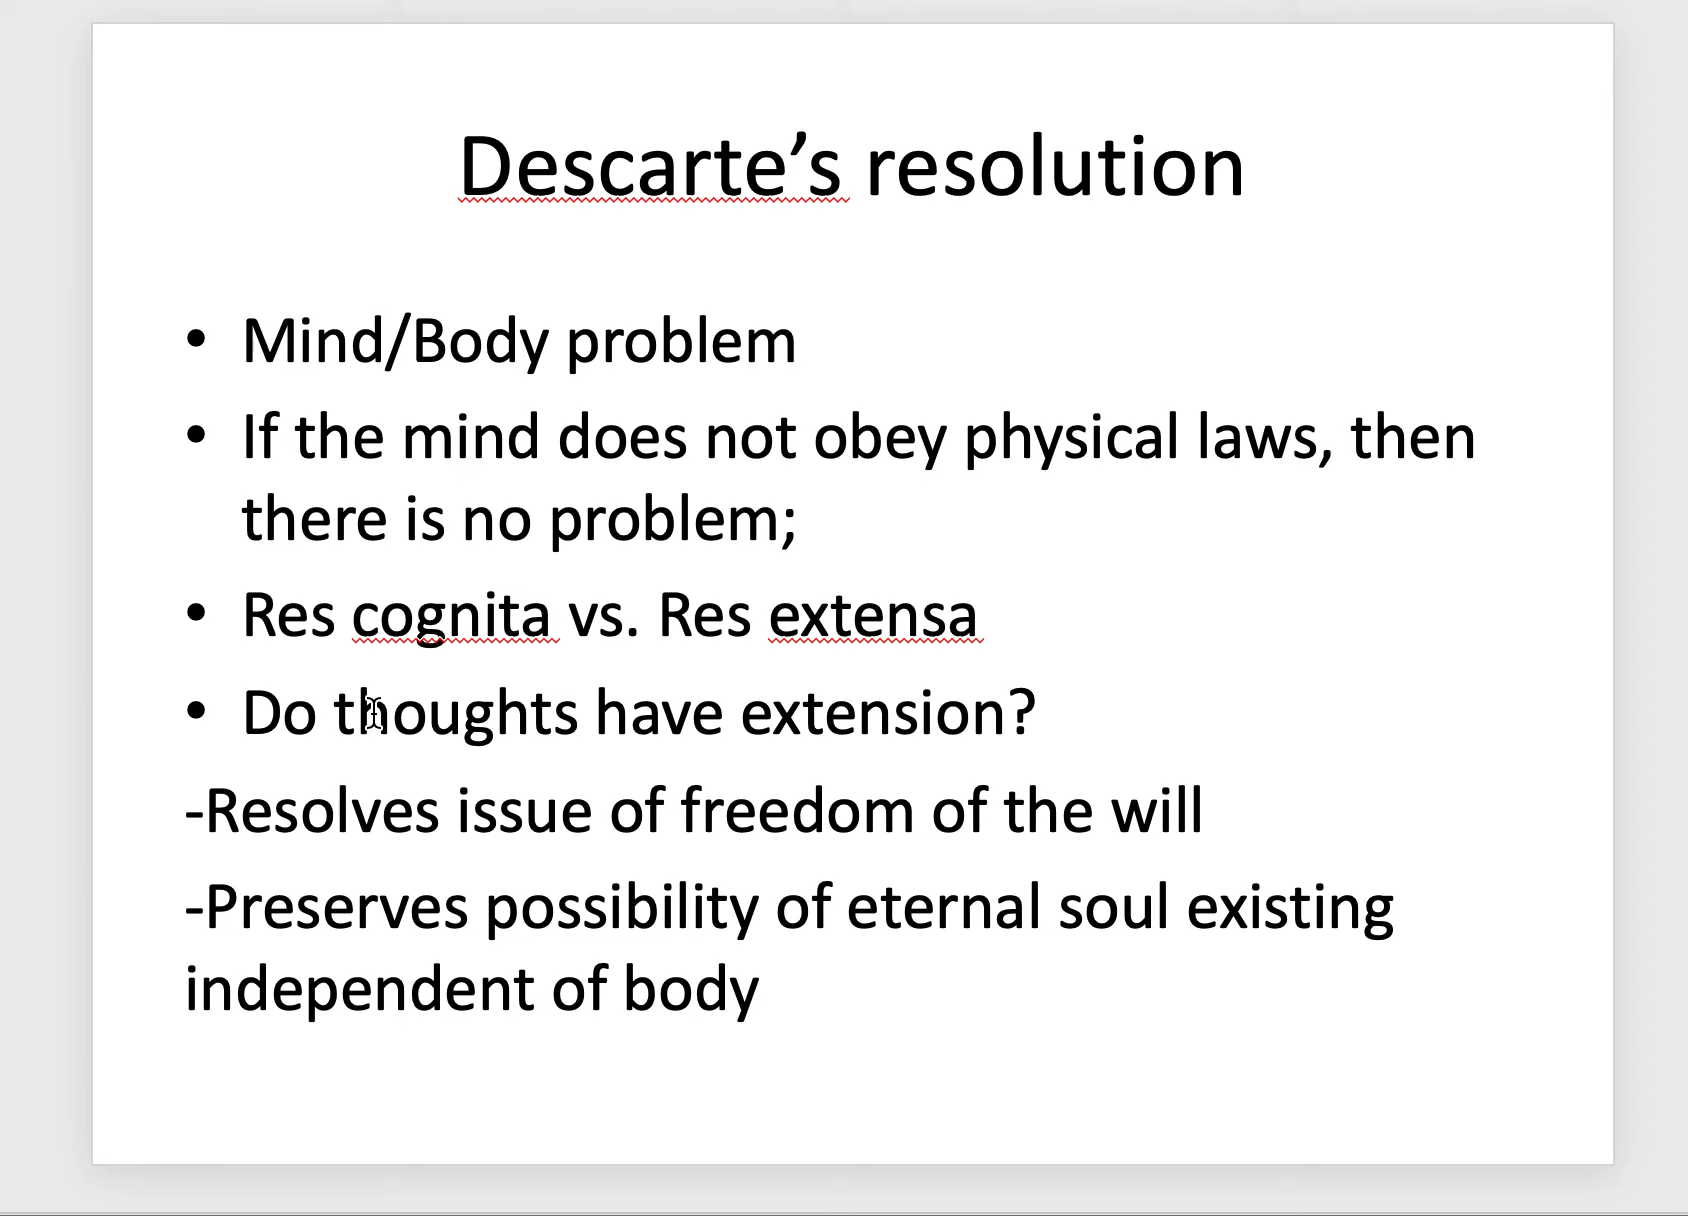 Descarte’s resolution
• Mind/Body problem
• If the mind does not obey physical laws, then
there is no problem;
• Res cognita vs. Res extensa
• Do thoughts have extension?
-Resolves issue of freedom of the will
-Preserves possibility of eternal soul existing
independent of body